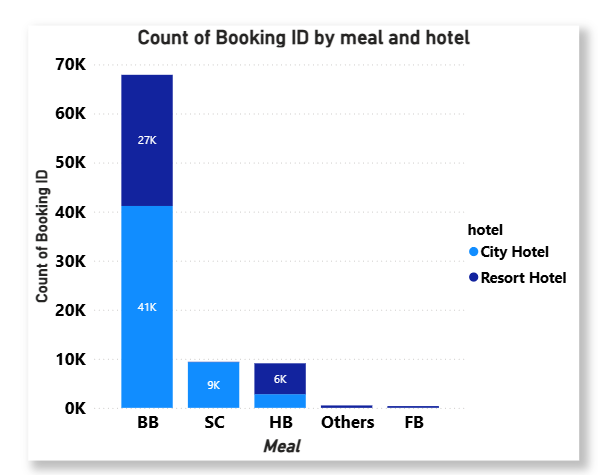 Count of Booking ID by meal and hotel
70K
60K
50K
40K
30K
20K
10K
0K
Count of Booking ID
27K
41K
9K
6K
BB SC HB Others FB
Meal
hotel
City Hotel
Resort Hotel